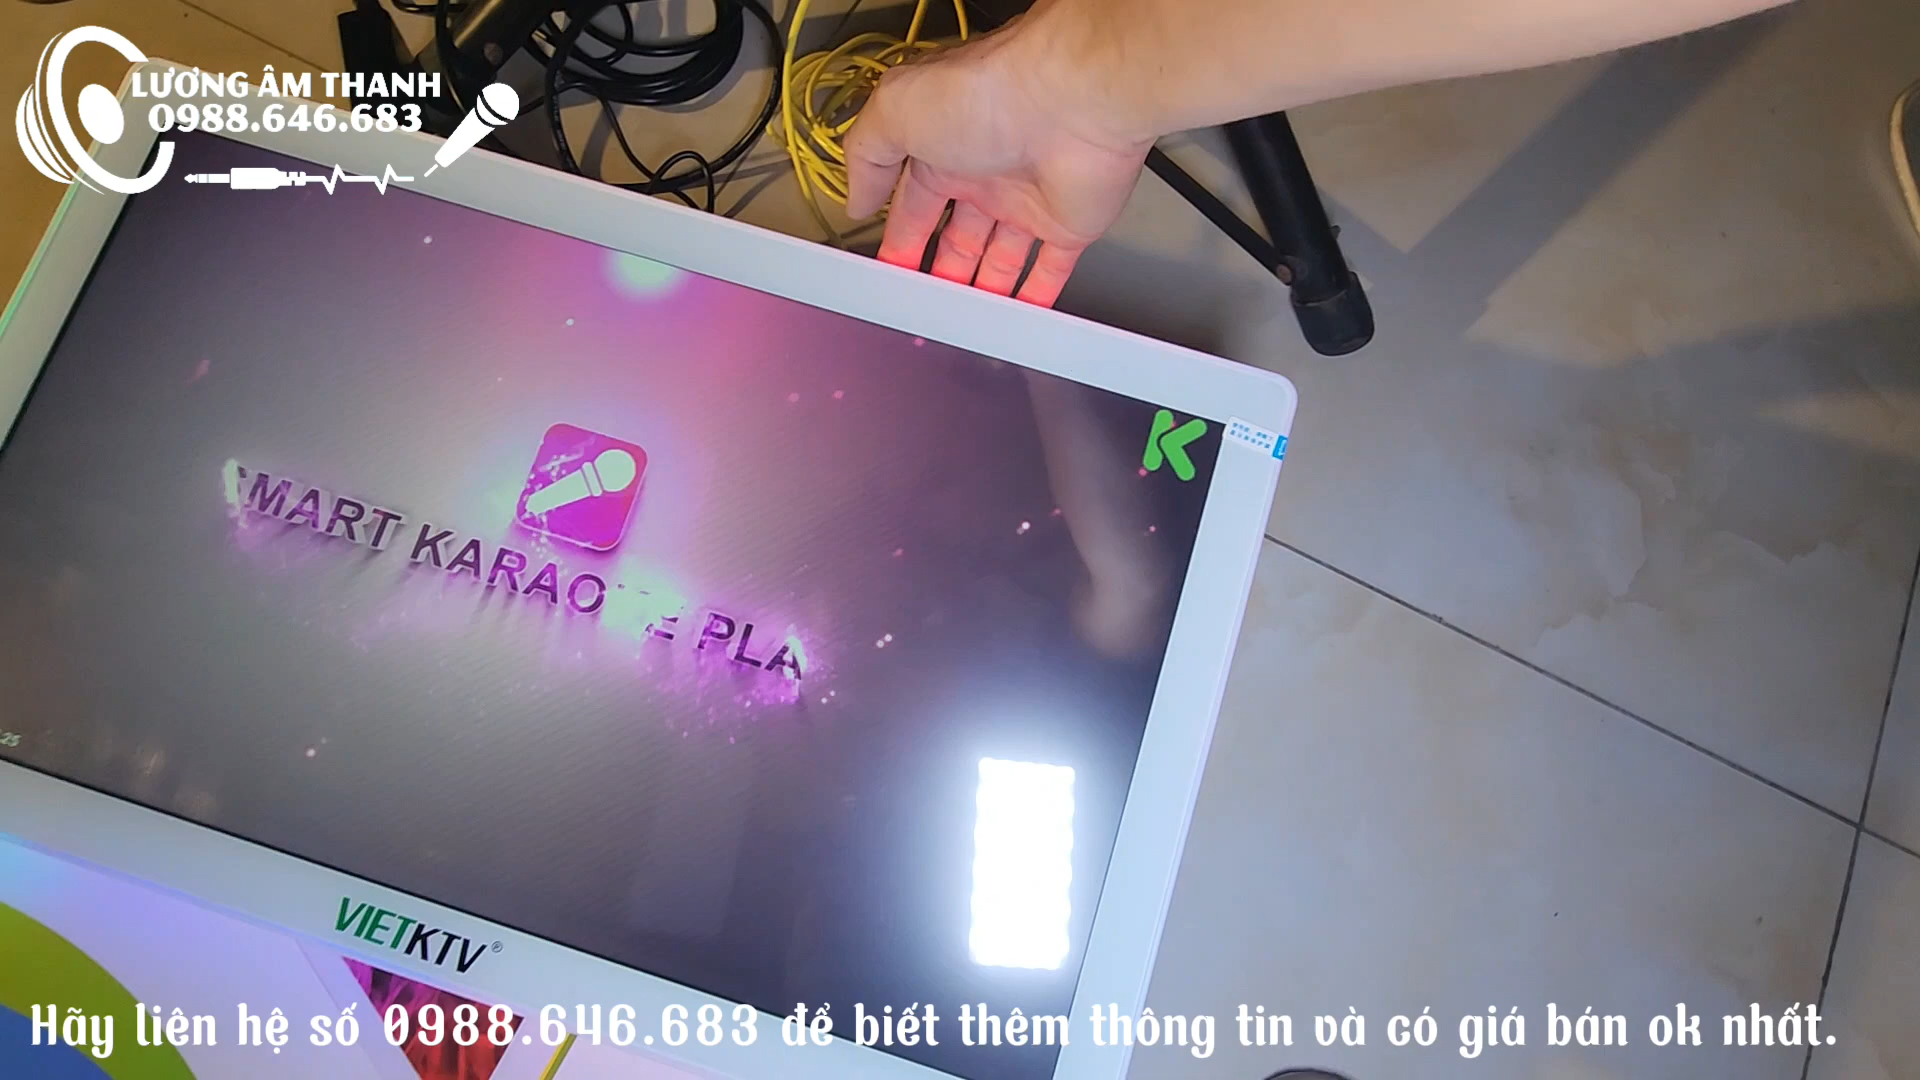 LƯƠNG ÂM THANH
0988.646.683
SMART KARAOKE PLA
VIETKTV®
Hãy liên hệ số 0988.646.683 để biết thêm thông tin và có giá bán ok nhất.